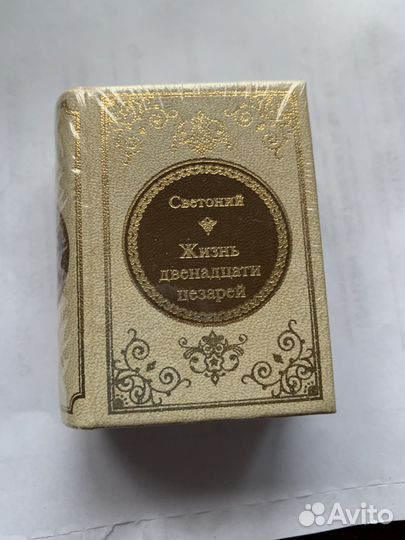 Светоний
Жизнь
двенадцати
цезарей
Avito